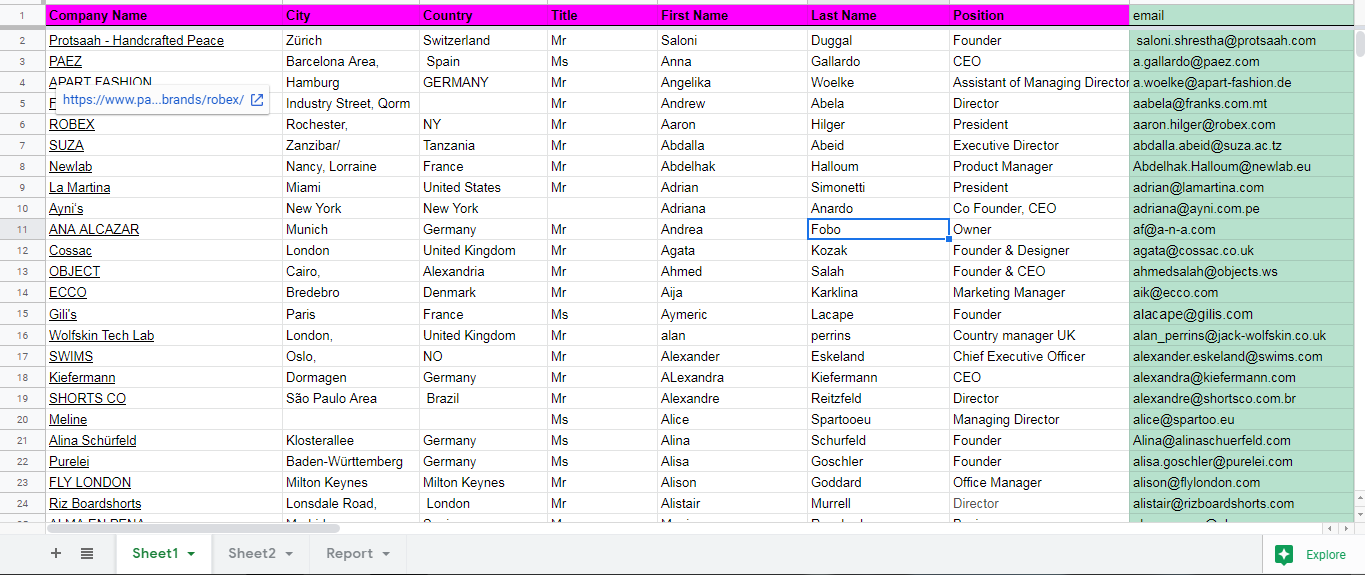 1 Company Name City Country Title First Name Last Name Position email
2 Protsaah - Handcrafted Peace Zürich Switzerland Mr Saloni Duggal Founder saloni.shrestha@protsaah.com
3 PAEZ Barcelona Area, Spain Ms Anna Gallardo CEO a.gallardo@paez.com
4 APART FASHION Hamburg GERMANY Mr Angelika Woelke Assistant of Managing Director a.woelke@apart-fashion.de
https://www.pa...brands/robex/
5 F Industry Street, Qorm Mr Andrew Abela Director aabela@franks.com.mt
6 ROBEX Rochester, NY Mr Aaron Hilger President aaron.hilger@robex.com
7 SUZA Zanzibar/ Tanzania Mr Abdalla Abeid Executive Director abdalla.abeid@suza.ac.tz
8 Newlab Nancy, Lorraine France Mr Abdelhak Halloum Product Manager Abdelhak.Halloum@newlab.eu
9 La Martina Miami United States Mr Adrian Simonetti President adrian@lamartina.com
10 Ayni's New York New York Adriana Anardo Co Founder, CEO adriana@ayni.com.pe
11 ANA ALCAZAR Munich Germany Mr Andrea Fobo Owner af@a-n-a.com
12 Cossac London United Kingdom Mr Agata Kozak Founder & Designer agata@cossac.co.uk
13 OBJECT Cairo, Alexandria Mr Ahmed Salah Founder & CEO ahmedsalah@objects.ws
14 ECCO Bredebro Denmark Mr Aija Karklina Marketing Manager aik@ecco.com
15 Gili's Paris France Ms Aymeric Lacape Founder alacape@gilis.com
16 Wolfskin Tech Lab London, United Kingdom Mr alan perrins Country manager UK alan_perrins@jack-wolfskin.co.uk
17 SWIMS Oslo, NO Mr Alexander Eskeland Chief Executive Officer alexander.eskeland@swims.com
18 Kiefermann Dormagen Germany Mr ALexandra Kiefermann CEO alexandra@kiefermann.com
19 SHORTS CO São Paulo Area Brazil Mr Alexandre Reitzfeld Director alexandre@shortsco.com.br
20 Meline Ms Alice Spartooeu Managing Director alice@spartoo.eu
21 Alina Schürfeld Klosterallee Germany Ms Alina Schurfeld Founder Alina@alinaschuerfeld.com
22 Purelei Baden-Württemberg Germany Ms Alisa Goschler Founder alisa.goschler@purelei.com
23 FLY LONDON Milton Keynes Milton Keynes Mr Alison Goddard Office Manager alison@flylondon.com
24 Riz Boardshorts Lonsdale Road, London Mr Alistair Murrell Director alistair@rizboardshorts.com
Sheet1 Sheet2 Report Explore